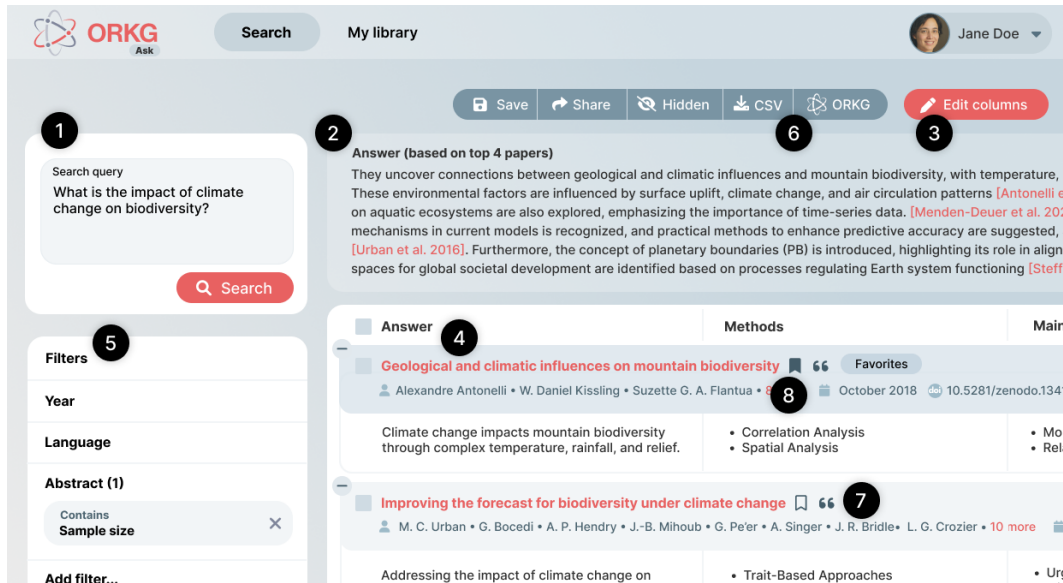 ORKG
Ask
Search
My library
Jane Doe
Save
Share
Hidden
CSV
ORKG
Edit columns
1
2
6
3
Search query
What is the impact of climate
change on biodiversity?
Search
Answer (based on top 4 papers)
They uncover connections between geological and climatic influences and mountain biodiversity, with temperature,
These environmental factors are influenced by surface uplift, climate change, and air circulation patterns [Antonelli e
on aquatic ecosystems are also explored, emphasizing the importance of time-series data. [Menden-Deuer et al. 202
mechanisms in current models is recognized, and practical methods to enhance predictive accuracy are suggested,
[Urban et al. 2016]. Furthermore, the concept of planetary boundaries (PB) is introduced, highlighting its role in align
spaces for global societal development are identified based on processes regulating Earth system functioning [Steff
5
Filters
Year
Language
Abstract (1)
Contains
Sample size
Add filter...
Answer
4
Methods
Main
Geological and climatic influences on mountain biodiversity
Favorites
Alexandre Antonelli • W. Daniel Kissling • Suzette G. A. Flantua •
8
October 2018
doi 10.5281/zenodo.134
Climate change impacts mountain biodiversity
through complex temperature, rainfall, and relief.
• Correlation Analysis
• Spatial Analysis
• Mo
• Rel
Improving the forecast for biodiversity under climate change
7
M. C. Urban • G. Bocedi • A. P. Hendry • J.-B. Mihoub • G. Pe'er • A. Singer • J. R. Bridle• L. G. Crozier • 10 more
Addressing the impact of climate change on
• Trait-Based Approaches
• Urg